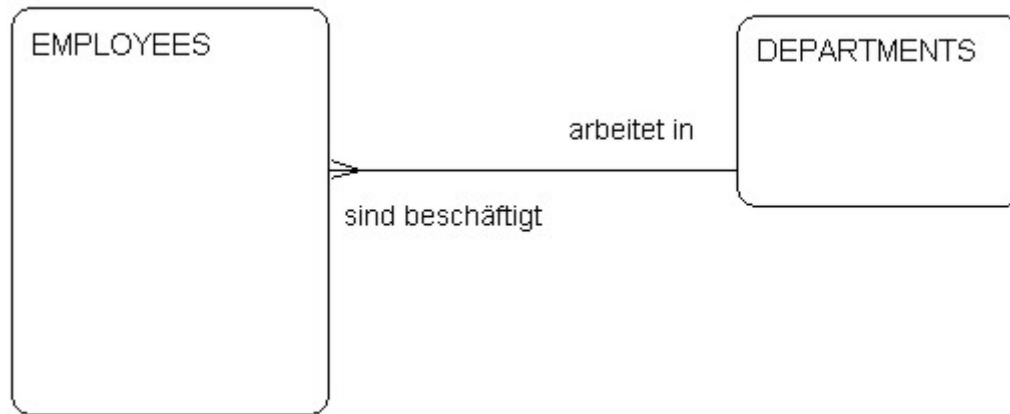 EMPLOYEES
DEPARTMENTS
arbeitet in
sind beschäftigt